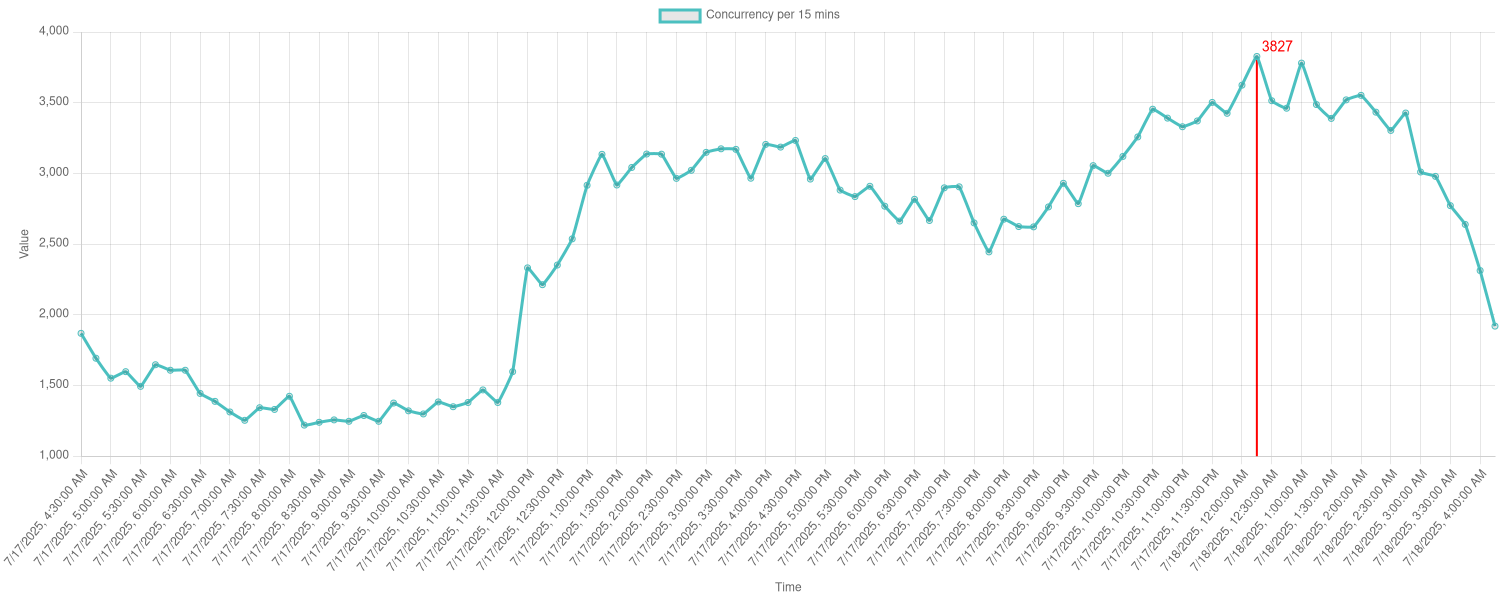 Concurrency per 15 mins
4,000
3827
3,500
3,000
2,500
Value
2,000
1,500
1,000
7/17/2025, 4:30:00 AM
7/17/2025, 5:00:00 AM
7/17/2025, 5:30:00 AM
7/17/2025, 6:00:00 AM
7/17/2025, 6:30:00 AM
7/17/2025, 7:00:00 AM
7/17/2025, 7:30:00 AM
7/17/2025, 8:00:00 AM
7/17/2025, 8:30:00 AM
7/17/2025, 9:00:00 AM
7/17/2025, 9:30:00 AM
7/17/2025, 10:00:00 AM
7/17/2025, 10:30:00 AM
7/17/2025, 11:00:00 AM
7/17/2025, 11:30:00 AM
7/17/2025, 12:00:00 PM
7/17/2025, 12:30:00 PM
7/17/2025, 1:00:00 PM
7/17/2025, 1:30:00 PM
7/17/2025, 2:00:00 PM
7/17/2025, 2:30:00 PM
7/17/2025, 3:00:00 PM
7/17/2025, 3:30:00 PM
7/17/2025, 4:00:00 PM
7/17/2025, 4:30:00 PM
7/17/2025, 5:00:00 PM
7/17/2025, 5:30:00 PM
7/17/2025, 6:00:00 PM
7/17/2025, 6:30:00 PM
7/17/2025, 7:00:00 PM
7/17/2025, 7:30:00 PM
7/17/2025, 8:00:00 PM
7/17/2025, 8:30:00 PM
7/17/2025, 9:00:00 PM
7/17/2025, 9:30:00 PM
7/17/2025, 10:00:00 PM
7/17/2025, 10:30:00 PM
7/17/2025, 11:00:00 PM
7/17/2025, 11:30:00 PM
7/18/2025, 12:00:00 AM
7/18/2025, 12:30:00 AM
7/18/2025, 1:00:00 AM
7/18/2025, 1:30:00 AM
7/18/2025, 2:00:00 AM
7/18/2025, 2:30:00 AM
7/18/2025, 3:00:00 AM
7/18/2025, 3:30:00 AM
7/18/2025, 4:00:00 AM
Time